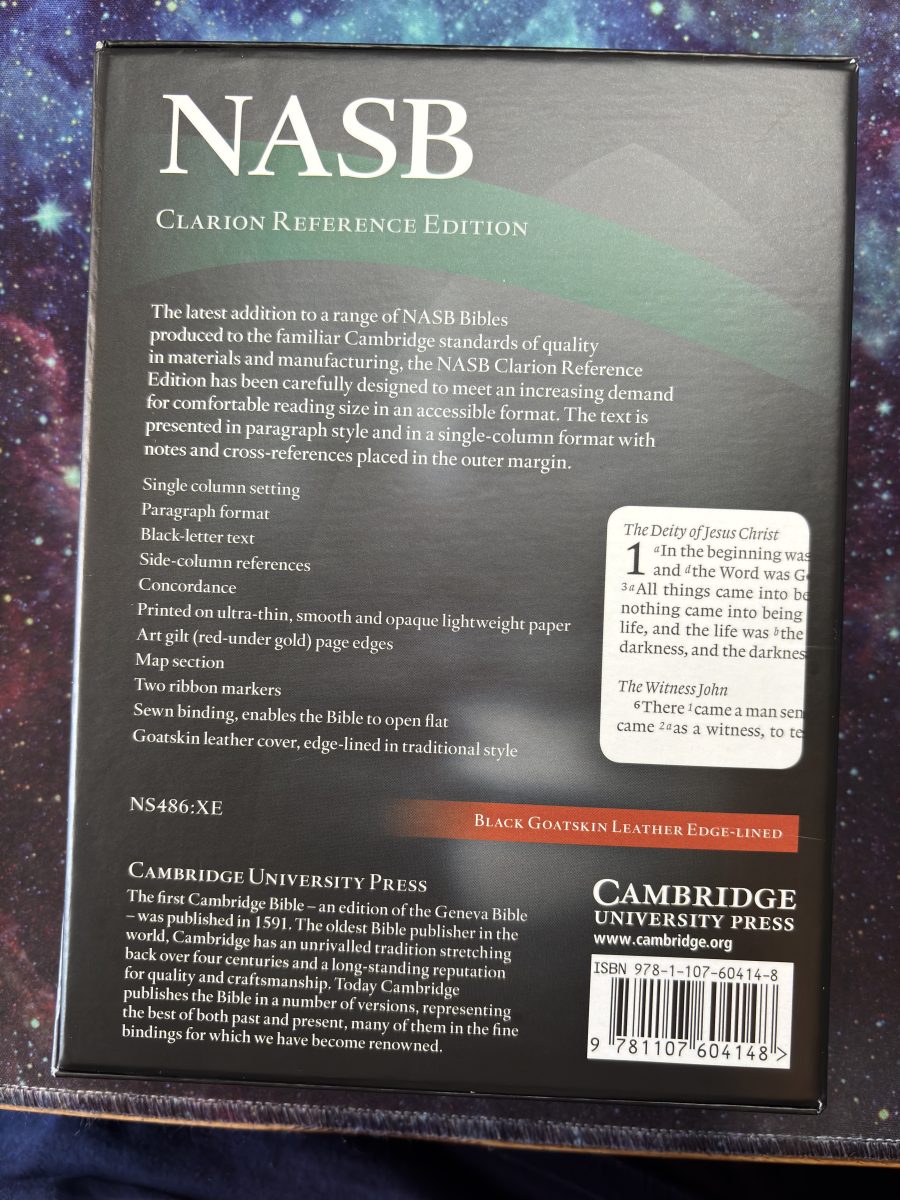 NASB
CLARION REFERENCE EDITION
The latest addition to a range of NASB Bibles
produced to the familiar Cambridge standards of quality
in materials and manufacturing, the NASB Clarion Reference
Edition has been carefully designed to meet an increasing demand
for comfortable reading size in an accessible format. The text is
presented in paragraph style and in a single-column format with
notes and cross-references placed in the outer margin.
Single column setting
Paragraph format
Black-letter text
Side-column references
Concordance
Printed on ultra-thin, smooth and opaque lightweight paper
Art gilt (red-under gold) page edges
Map section
Two ribbon markers
Sewn binding, enables the Bible to open flat
Goatskin leather cover, edge-lined in traditional style
The Deity of Jesus Christ
1 aIn the beginning was
and dthe Word was G
3 aAll things came into be
nothing came into being
life, and the life was bthe
darkness, and the darknes
The Witness John
6There 1came a man sen
came 2aas a witness, to te
NS486:XE
BLACK GOATSKIN LEATHER EDGE-LINED
CAMBRIDGE UNIVERSITY PRESS
The first Cambridge Bible – an edition of the Geneva Bible
– was published in 1591. The oldest Bible publisher in the
world, Cambridge has an unrivalled tradition stretching
back over four centuries and a long-standing reputation
for quality and craftsmanship. Today Cambridge
publishes the Bible in a number of versions, representing
the best of both past and present, many of them in the fine
bindings for which we have become renowned.
CAMBRIDGE
UNIVERSITY PRESS
www.cambridge.org
ISBN 978-1-107-60414-8
9 781107 604148 >